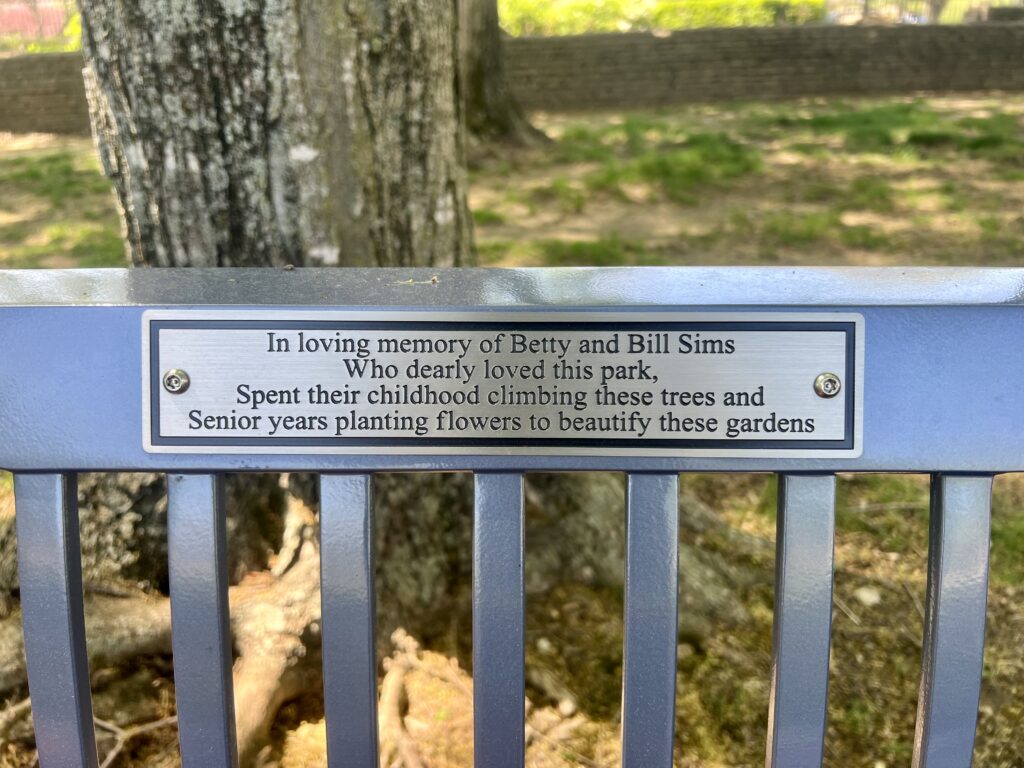 In loving memory of Betty and Bill Sims
Who dearly loved this park,
Spent their childhood climbing these trees and
Senior years planting flowers to beautify these gardens